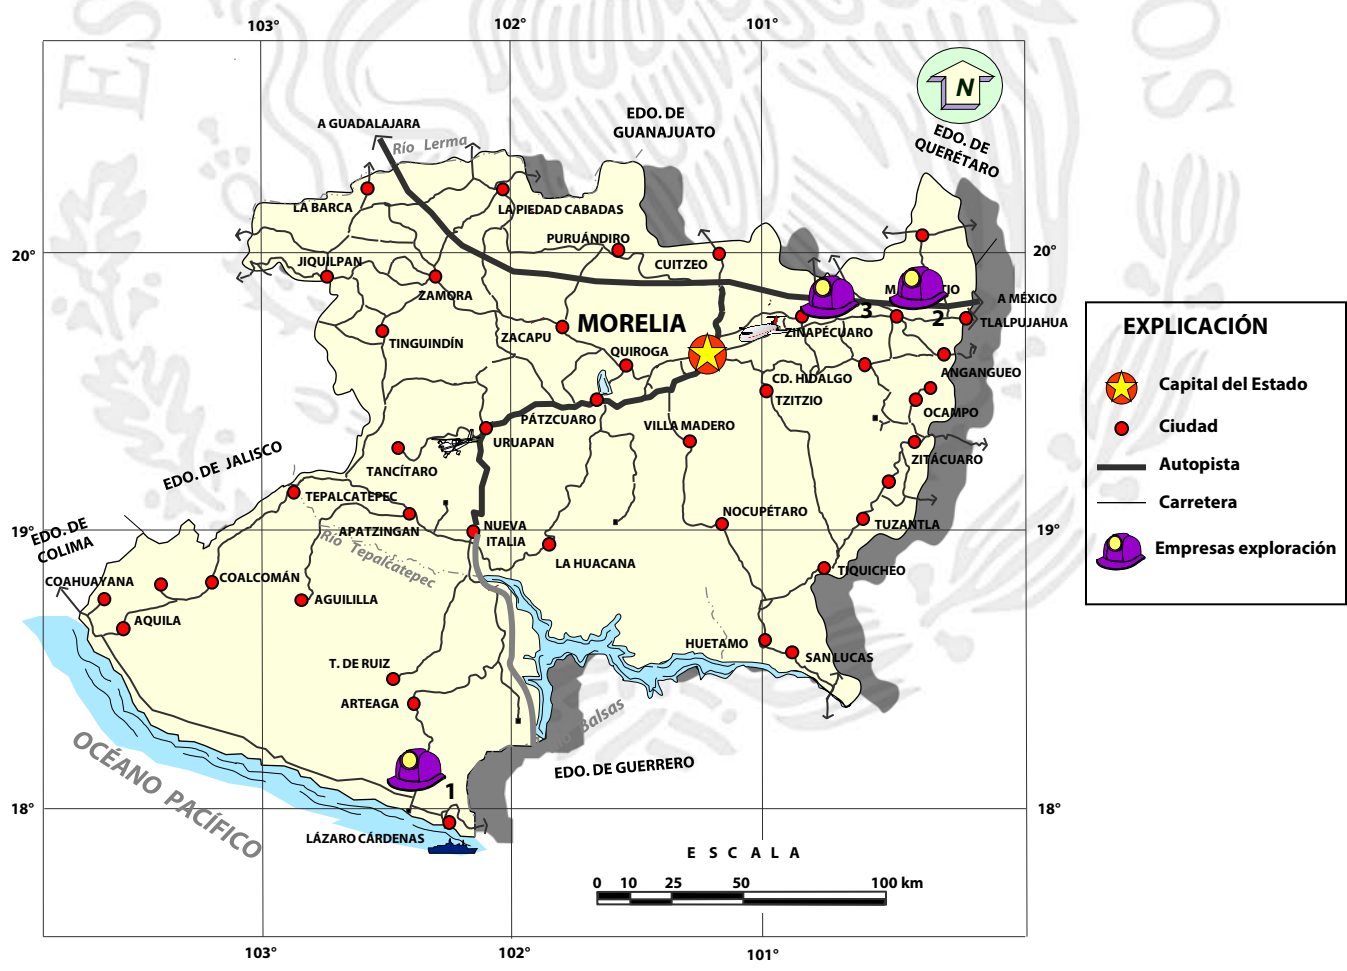 103°
102°
101°
A GUADALAJARA
Río Lerma
EDO. DE
GUANAJUATO
N
EDO. DE
QUERÉTARO
LA BARCA
LA PIEDAD CABADAS
PURUÁNDIRO
CUITZEO
20°
20°
JIQUILPAN
ZAMORA
A MÉXICO
TLALPUJAHUA
3
2
ZINAPÉCUARO
MORELIA
TINGUINDÍN
ZACAPU
QUIROGA
CD. HIDALGO
TZITZIO
ANGANGUEO
OCAMPO
PÁTZCUARO
VILLA MADERO
URUAPAN
ZITÁCUARO
TANCÍTARO
EDO. DE JALISCO
TEPALCATEPEC
APATZINGAN
NUEVA
ITALIA
NOCUPÉTARO
TUZANTLA
19°
19°
EDO. DE
COLIMA
Río Tepalcatepec
LA HUACANA
TIQUICHEO
COAHUAYANA
COALCOMÁN
AGUILILLA
AQUILA
HUETAMO
SAN LUCAS
T. DE RUIZ
ARTEAGA
Balsas
OCÉANO PACÍFICO
EDO. DE GUERRERO
1
18°
18°
LÁZARO CÁRDENAS
ESCALA
0 10 25 50 100 km
103°
102°
101°
EXPLICACIÓN
Capital del Estado
Ciudad
Autopista
Carretera
Empresas exploración